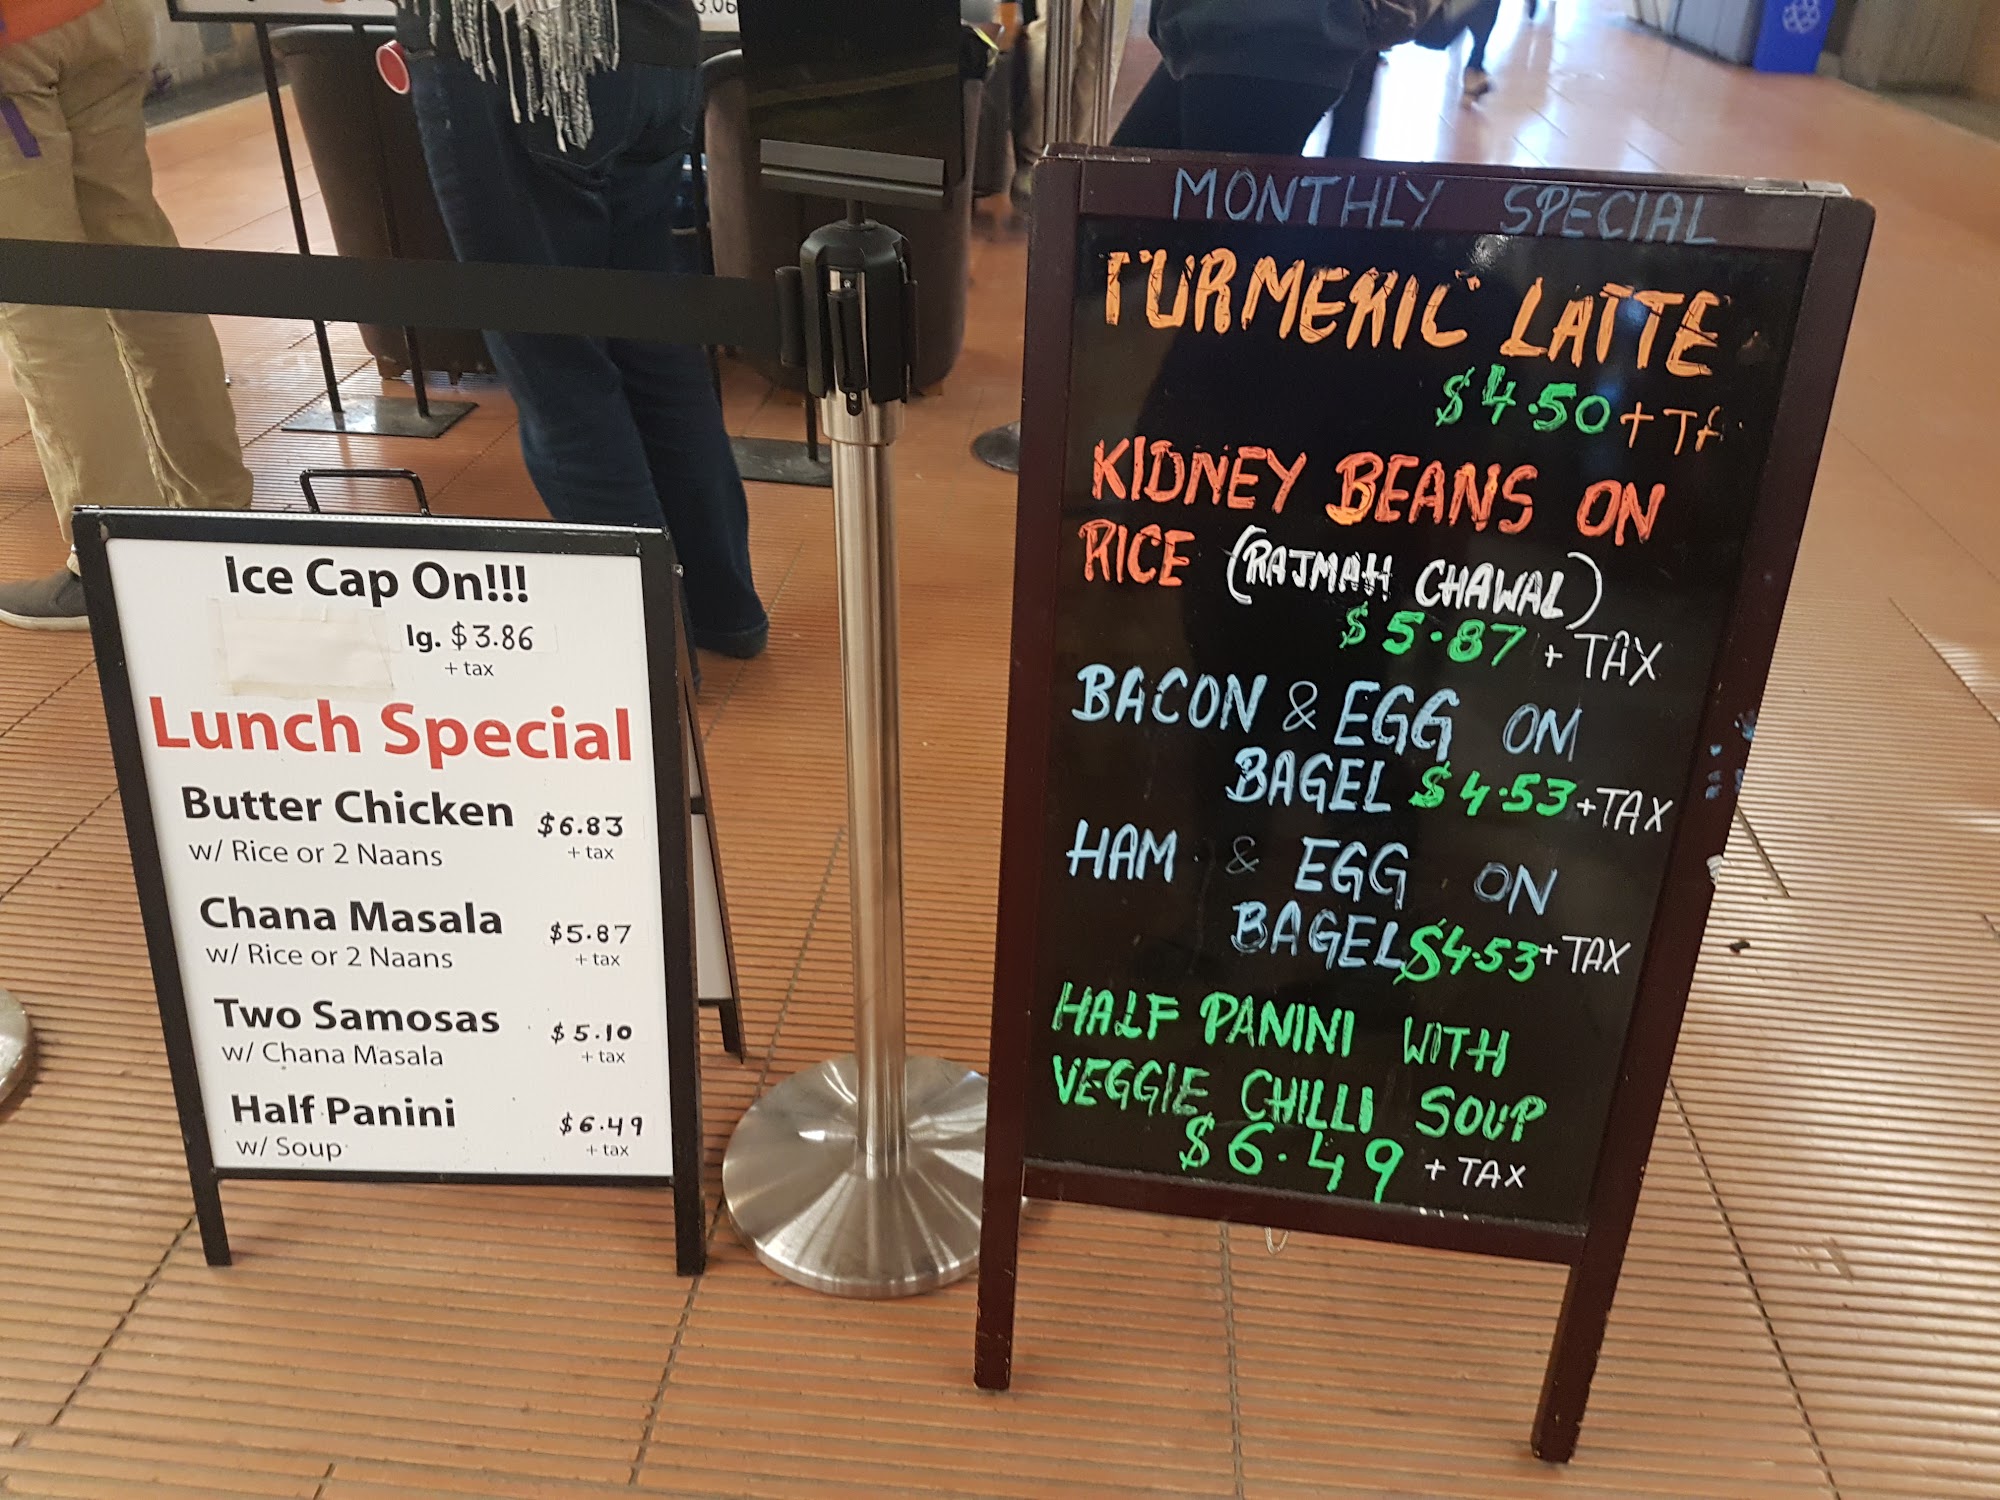 3.06
Ice Cap On!!!
lg. $3.86
+ tax
Lunch Special
Butter Chicken $6.83
w/ Rice or 2 Naans + tax
Chana Masala $5.87
w/ Rice or 2 Naans + tax
Two Samosas $5.10
w/ Chana Masala + tax
Half Panini $6.49
w/ Soup + tax
MONTHLY SPECIAL
TURMERIC LATTE
$4.50 + TA
KIDNEY BEANS ON
RICE (RAJMAH CHAWAL)
$5.87 + TAX
BACON & EGG ON
BAGEL $4.53 +TAX
HAM & EGG ON
BAGEL $4.53 +TAX
HALF PANINI WITH
VEGGIE CHILLI SOUP
$6.49 + TAX